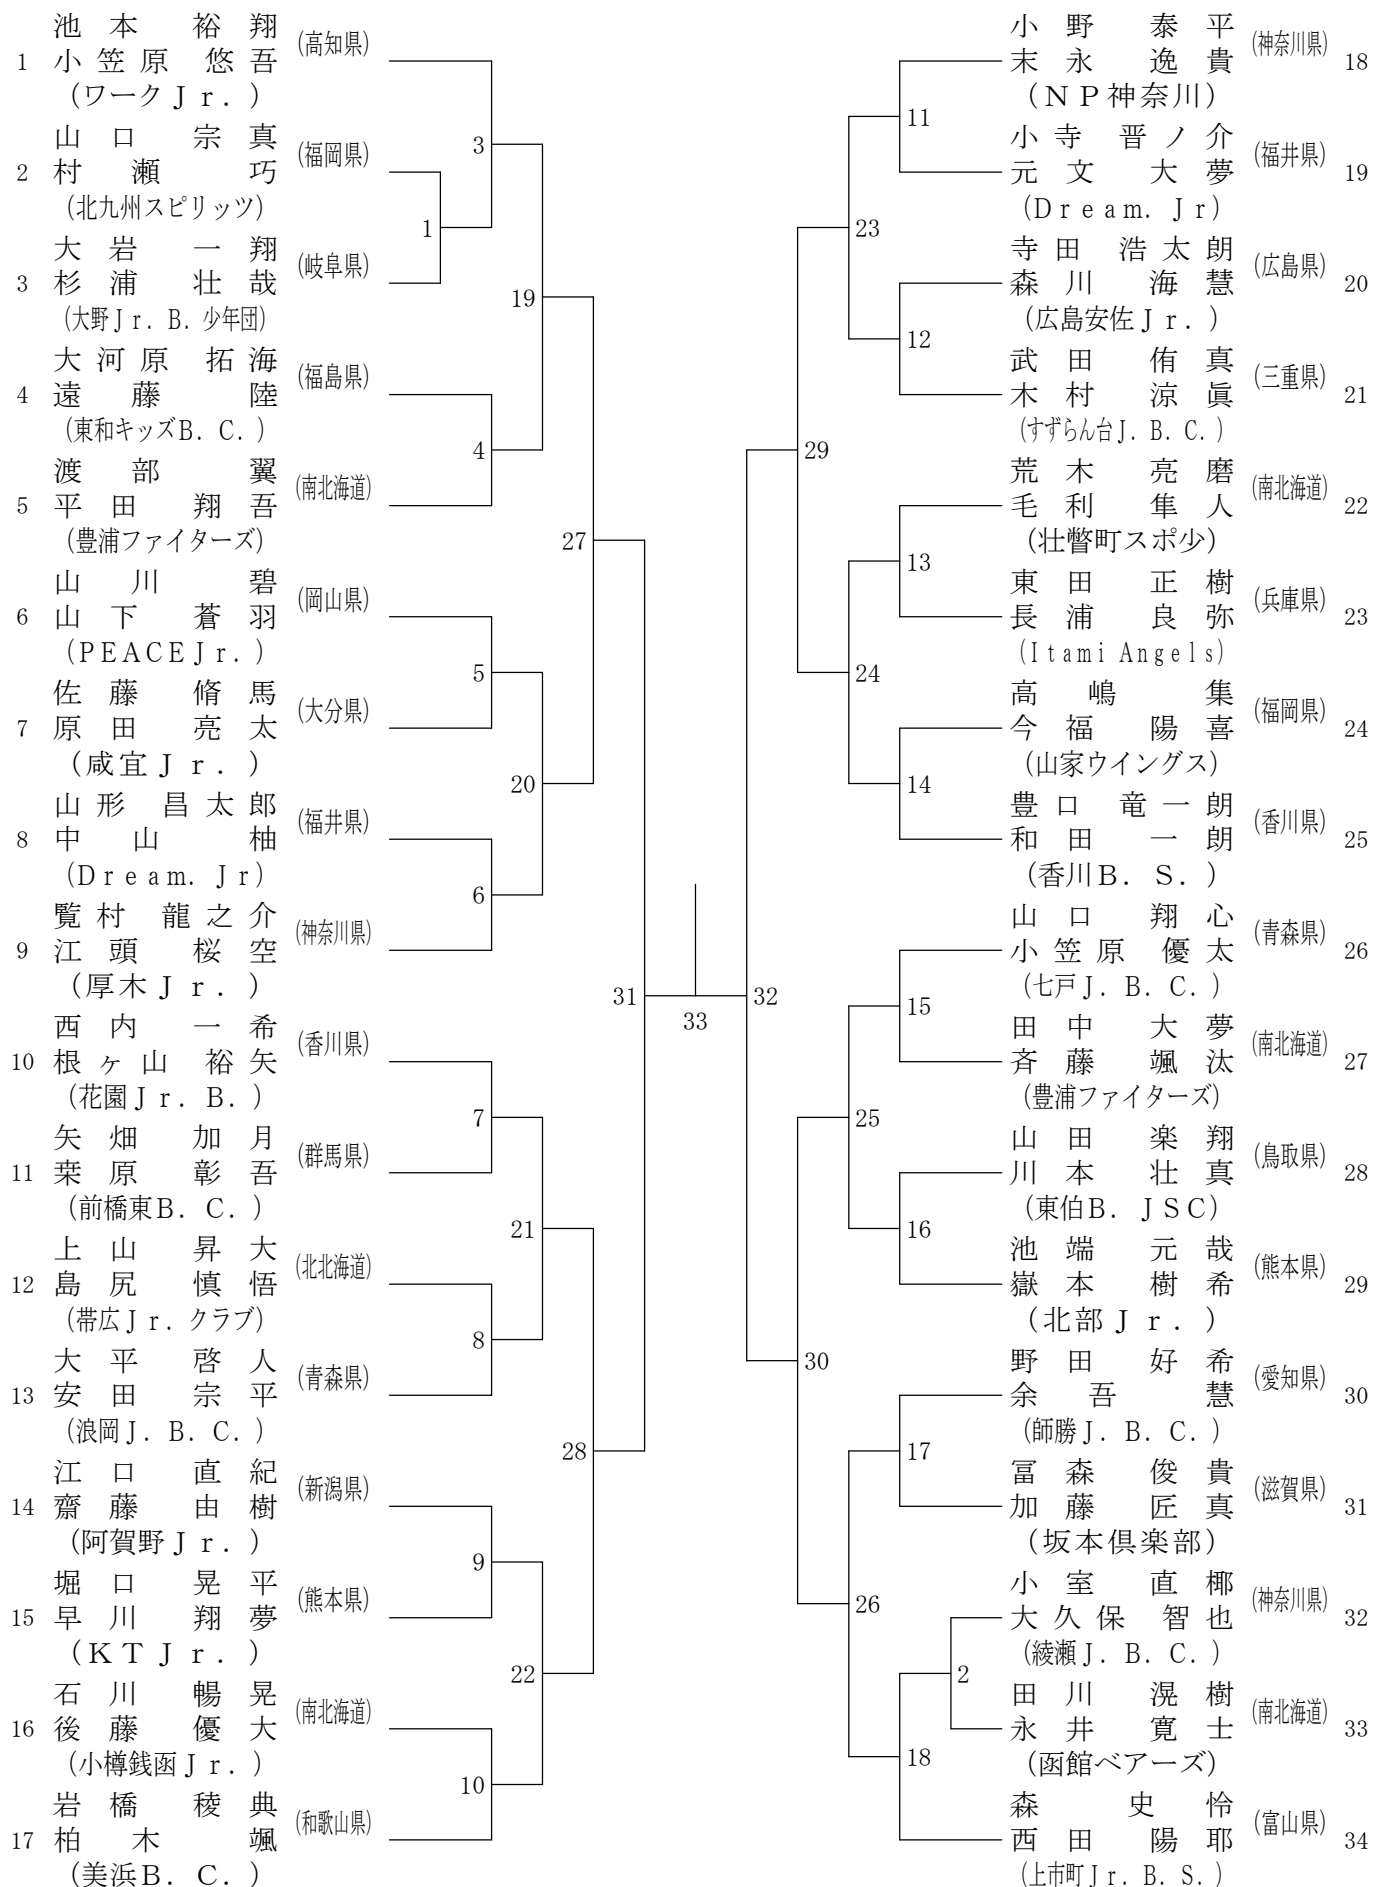 池本 裕翔
(高知県)
1 小笠原 悠吾
(ワークJr.)
山口 宗真
(福岡県)
2 村瀬 巧
(北九州スピリッツ)
大岩 一翔
(岐阜県)
3 杉浦 壮哉
(大野Jr.B.少年団)
大河原 拓海
(福島県)
4 遠藤 陸
(東和キッズB.C.)
渡部 翼
(南北海道)
5 平田 翔吾
(豊浦ファイターズ)
山川 碧
(岡山県)
6 山下 蒼羽
(PEACEJr.)
佐藤 脩馬
(大分県)
7 原田 亮太
(咸宜Jr.)
山形 昌太郎
(福井県)
8 中山 柚
(Dream.Jr)
覧村 龍之介
(神奈川県)
9 江頭 桜空
(厚木Jr.)
西内 一希
(香川県)
10 根ヶ山 裕矢
(花園Jr.B.)
矢畑 加月
(群馬県)
11 桒原 彰吾
(前橋東B.C.)
上山 昇大
(北北海道)
12 島尻 慎悟
(帯広Jr.クラブ)
大平 啓人
(青森県)
13 安田 宗平
(浪岡J.B.C.)
江口 直紀
(新潟県)
14 齋藤 由樹
(阿賀野Jr.)
堀口 晃平
(熊本県)
15 早川 翔夢
(KTJr.)
石川 暢晃
(南北海道)
16 後藤 優大
(小樽銭函Jr.)
岩橋 稜典
(和歌山県)
17 柏木 颯
(美浜B.C.)
3
1
19
4
27
5
20
6
31
7
21
8
28
9
22
10
33
32
11
23
12
29
13
24
14
15
25
16
30
17
26
2
18
小野 泰平
(神奈川県)
末永 逸貴 18
(NP神奈川)
小寺 晋ノ介
(福井県)
元文 大夢 19
(Dream.Jr)
寺田 浩太朗
(広島県)
森川 海慧 20
(広島安佐Jr.)
武田 侑真
(三重県)
木村 涼眞 21
(すずらん台J.B.C.)
荒木 亮磨
(南北海道)
毛利 隼人 22
(壮瞥町スポ少)
東田 正樹
(兵庫県)
長浦 良弥 23
(Itami Angels)
高嶋 集
(福岡県)
今福 陽喜 24
(山家ウイングス)
豊口 竜一朗
(香川県)
和田 一朗 25
(香川B.S.)
山口 翔心
(青森県)
小笠原 優太 26
(七戸J.B.C.)
田中 大夢
(南北海道)
斉藤 颯汰 27
(豊浦ファイターズ)
山田 楽翔
(鳥取県)
川本 壮真 28
(東伯B.JSC)
池端 元哉
(熊本県)
嶽本 樹希 29
(北部Jr.)
野田 好希
(愛知県)
余吾 慧 30
(師勝J.B.C.)
冨森 俊貴
(滋賀県)
加藤 匠真 31
(坂本倶楽部)
小室 直椰
(神奈川県)
大久保 智也 32
(綾瀬J.B.C.)
田川 滉樹
(南北海道)
永井 寛士 33
(函館ベアーズ)
森 史怜
(富山県)
西田 陽耶 34
(上市町Jr.B.S.)